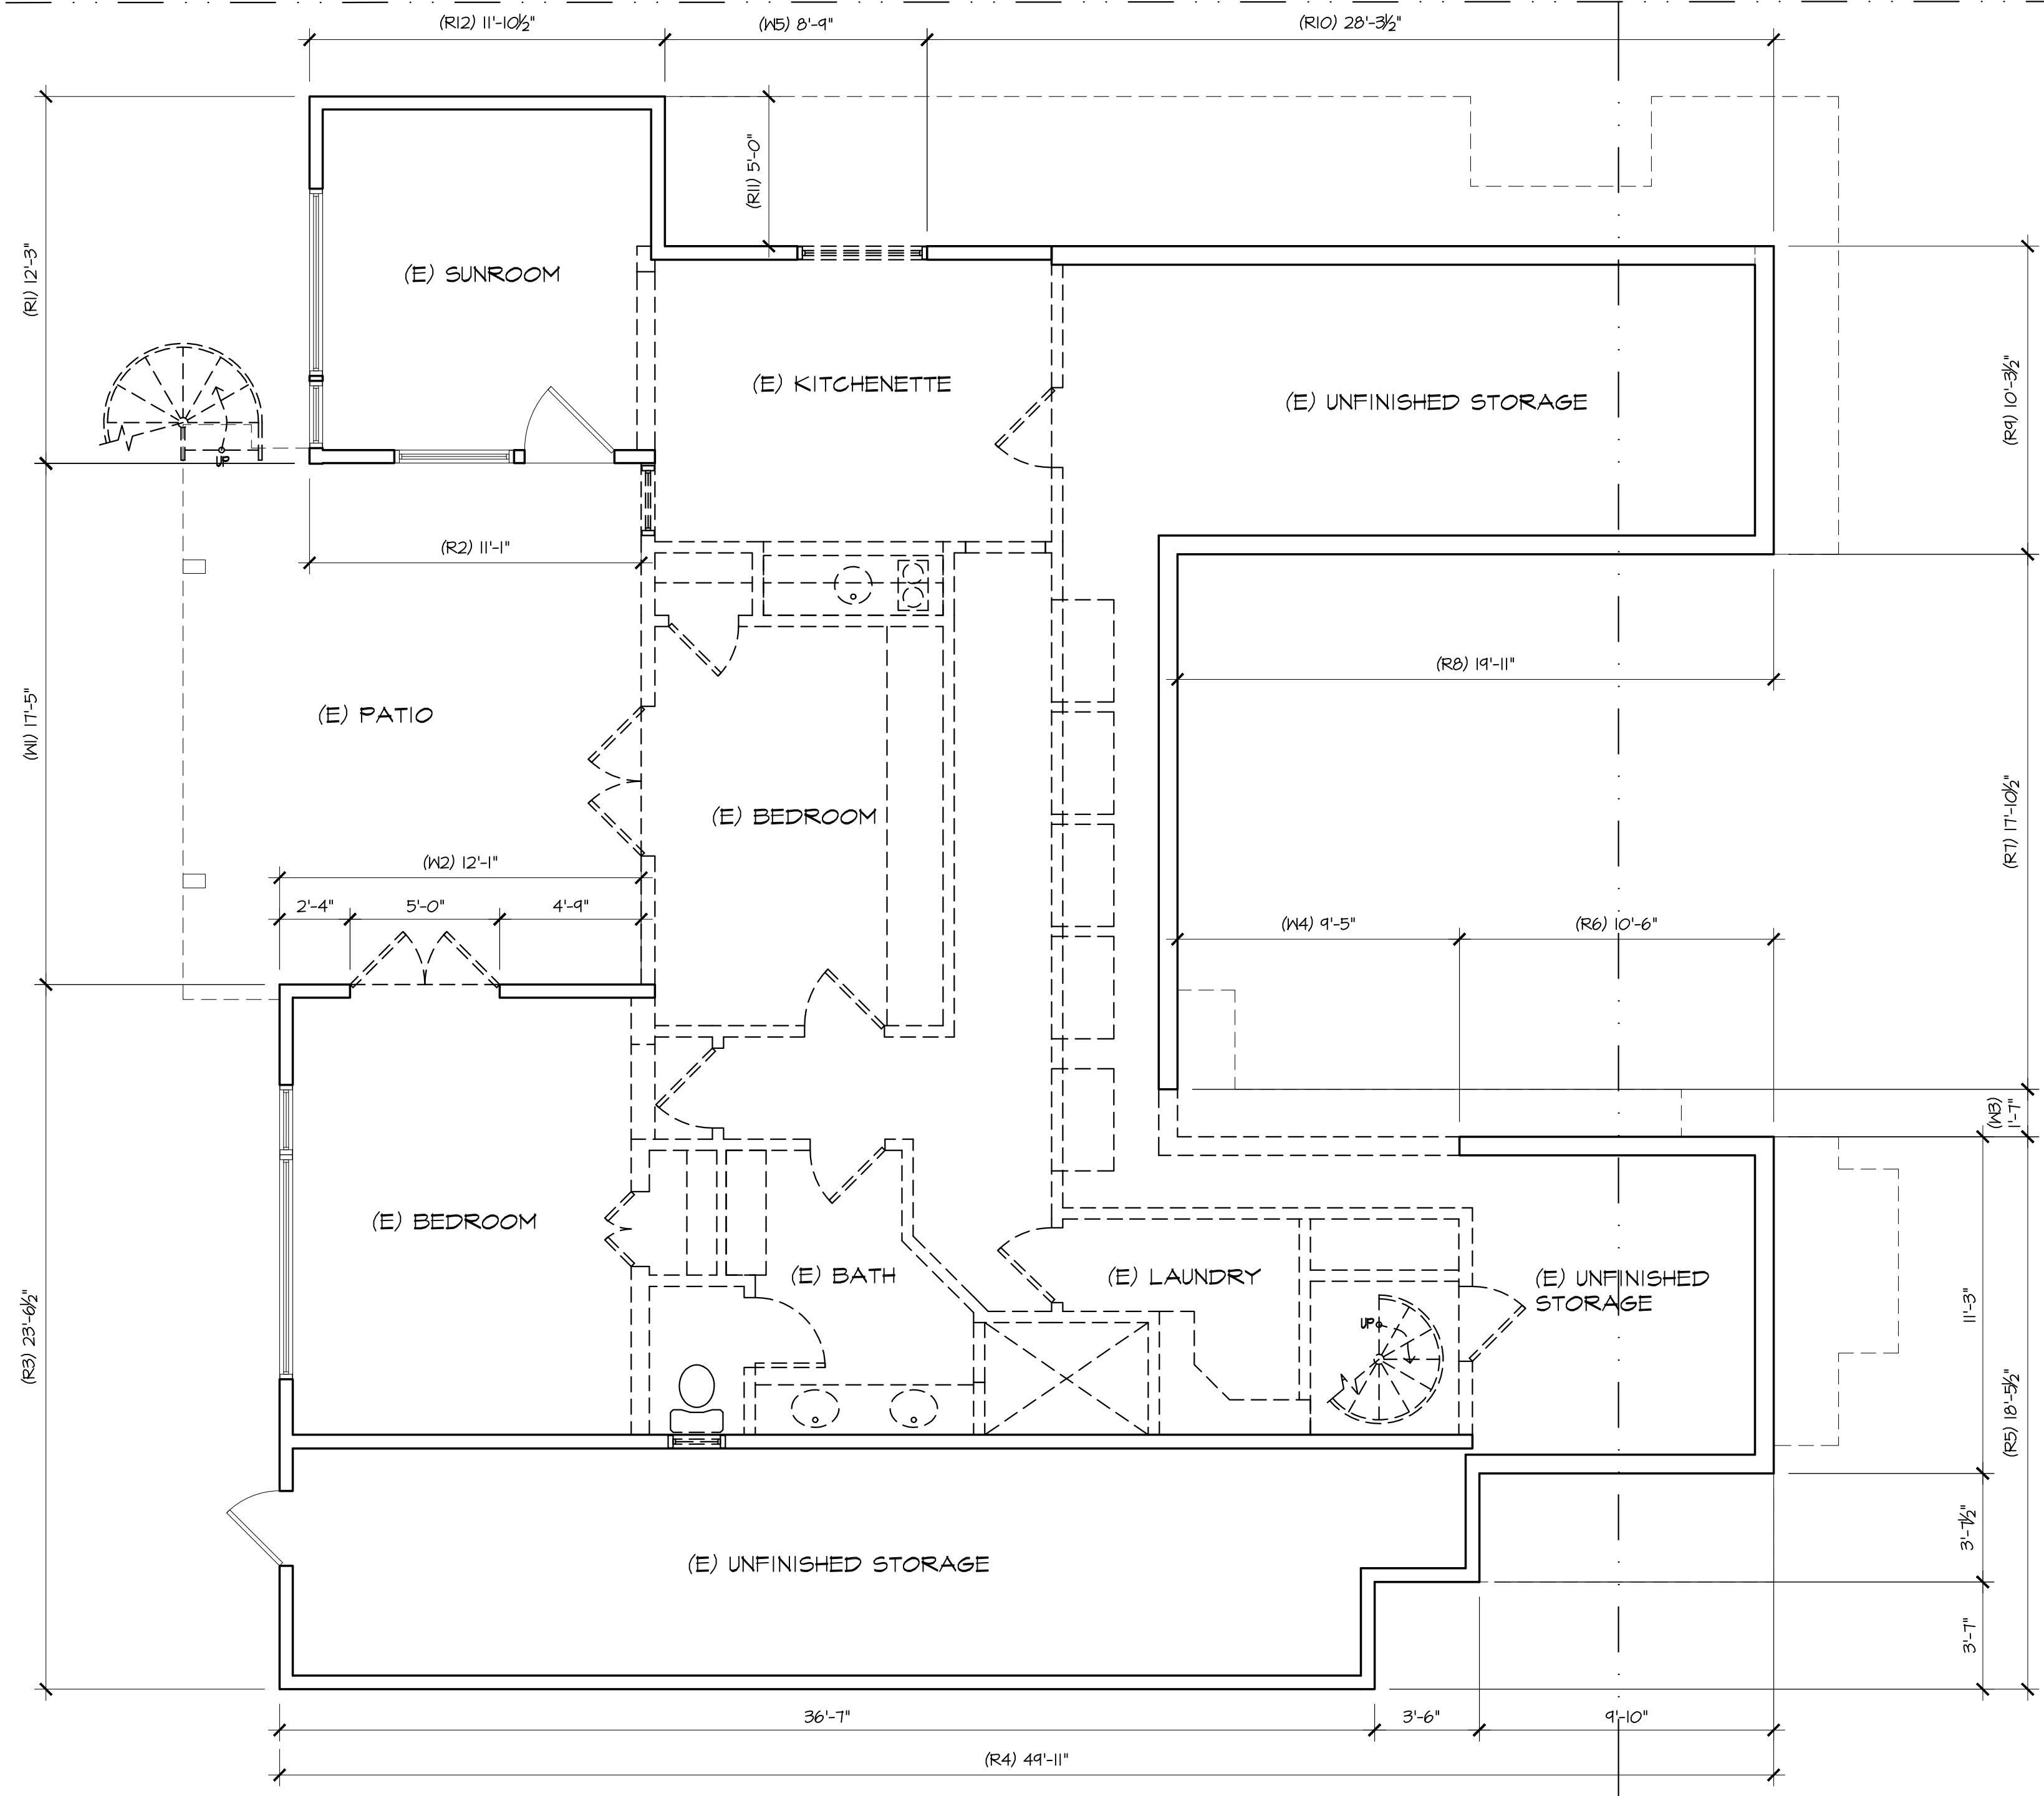 (R12) 11'-10½"
(W5) 8'-9"
(R10) 28'-3½"
(R11) 5'-0"
(R1) 12'-3"
(E) SUNROOM
(E) KITCHENETTE
(E) UNFINISHED STORAGE
(R9) 10'-3½"
UP
(R2) 11'-1"
(R8) 19'-11"
(W1) 17'-5"
(E) PATIO
(E) BEDROOM
(R7) 17'-10½"
(W2) 12'-1"
2'-4"
5'-0"
4'-9"
(W4) 9'-5"
(R6) 10'-6"
(W3)
1'-7"
(E) BEDROOM
(E) BATH
(E) LAUNDRY
(E) UNFINISHED
STORAGE
UP
11'-3"
(R3) 23'-6½"
(R5) 18'-5½"
3'-7½"
(E) UNFINISHED STORAGE
3'-7"
36'-7"
3'-6"
9'-10"
(R4) 49'-11"